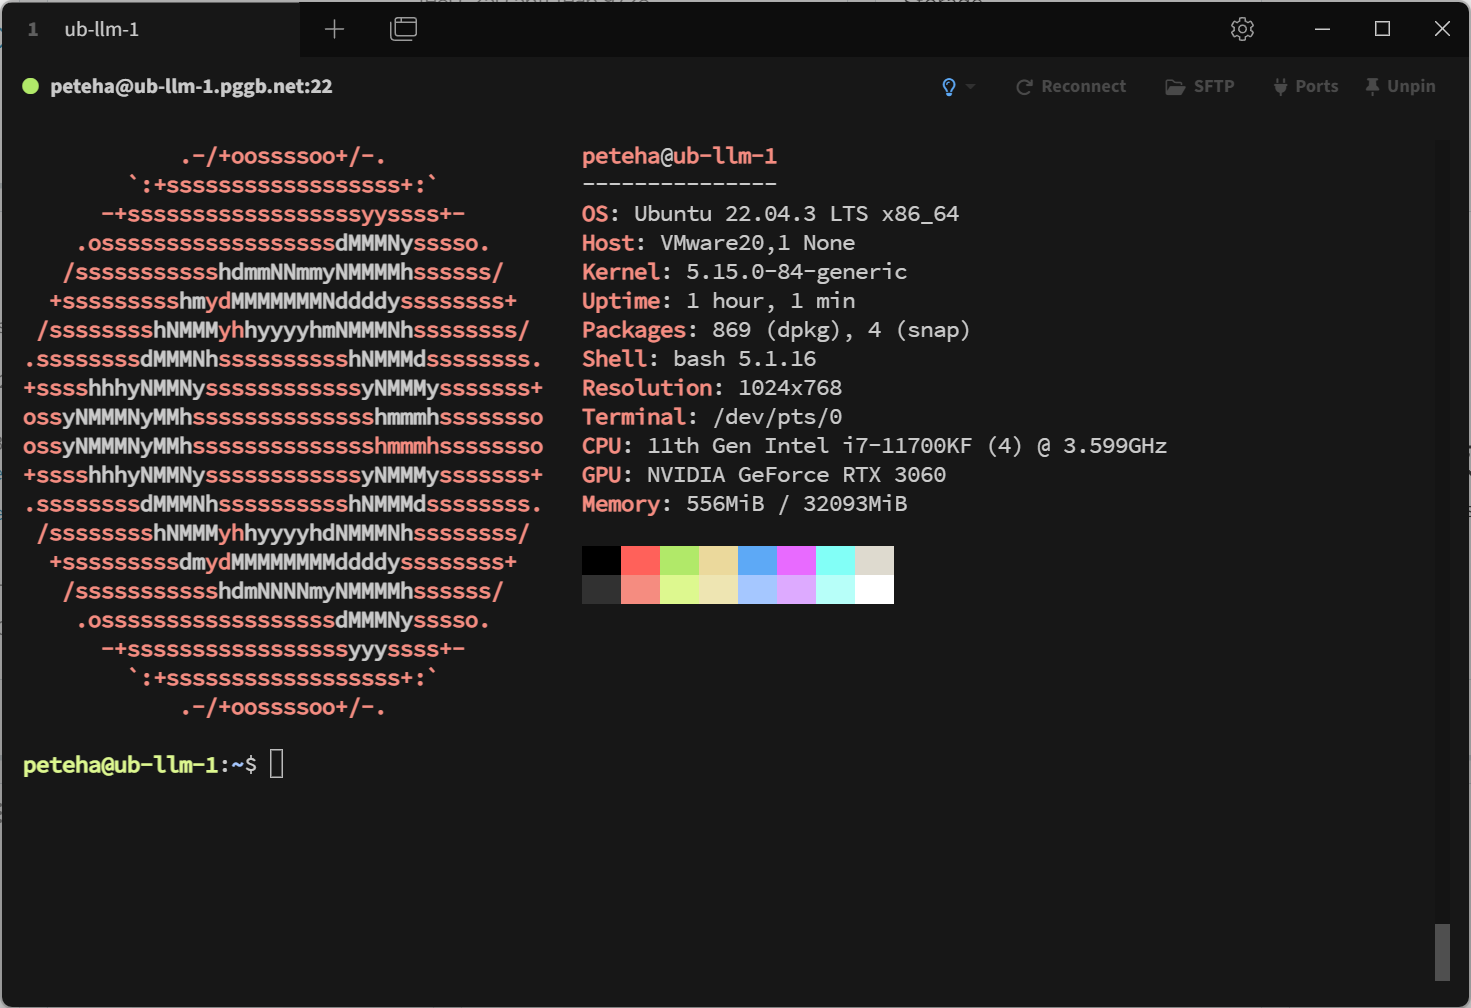 1 ub-llm-1
peteha@ub-llm-1.pggb.net:22 Reconnect SFTP Ports Unpin
.-/+oossssoo+/-.
`:+ssssssssssssssssss+:`
-+ssssssssssssssssssyyssss+-
.ossssssssssssssssssdMMMNysssso.
/ssssssssssshdmmNNmmyNMMMMhssssss/
+ssssssssshmydMMMMMMMNddddyssssssss+
/sssssssshNMMMyhhyyyyhmNMMMNhssssssss/
.ssssssssdMMMNhsssssssssshNMMMdssssssss.
+sssshhhyNMMNyssssssssssssyNMMMysssssss+
ossyNMMMNyMMhsssssssssssssshmmmhssssssso
ossyNMMMNyMMhsssssssssssssshmmmhssssssso
+sssshhhyNMMNyssssssssssssyNMMMysssssss+
.ssssssssdMMMNhsssssssssshNMMMdssssssss.
/sssssssshNMMMyhhyyyyhdNMMMNhssssssss/
+sssssssssdmydMMMMMMMMddddyssssssss+
/ssssssssssshdmNNNNmyNMMMMhssssss/
.ossssssssssssssssssdMMMNysssso.
-+sssssssssssssssssyyyssss+-
`:+ssssssssssssssssss+:`
.-/+oossssoo+/-.
peteha@ub-llm-1
---------------
OS: Ubuntu 22.04.3 LTS x86_64
Host: VMware20,1 None
Kernel: 5.15.0-84-generic
Uptime: 1 hour, 1 min
Packages: 869 (dpkg), 4 (snap)
Shell: bash 5.1.16
Resolution: 1024x768
Terminal: /dev/pts/0
CPU: 11th Gen Intel i7-11700KF (4) @ 3.599GHz
GPU: NVIDIA GeForce RTX 3060
Memory: 556MiB / 32093MiB
peteha@ub-llm-1:~$